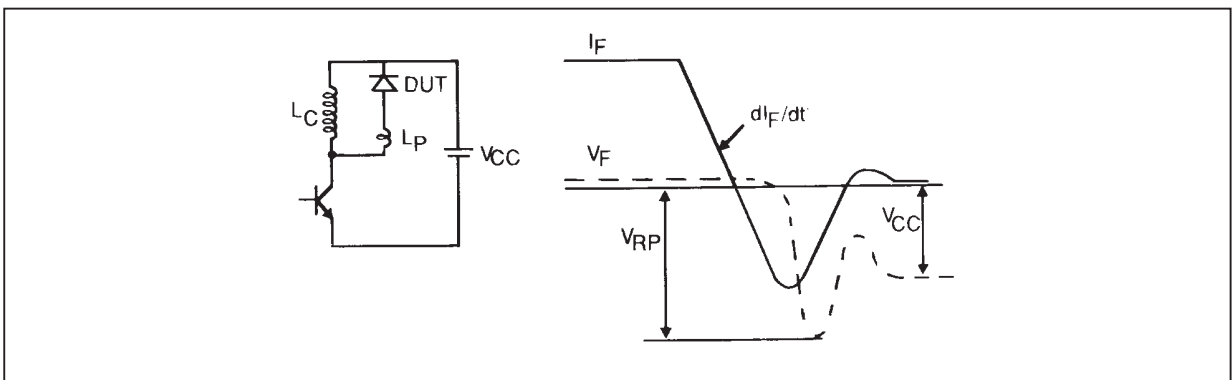 DUT
LC
LP
VCC
IF
dIF/dt
VF
VRP
VCC